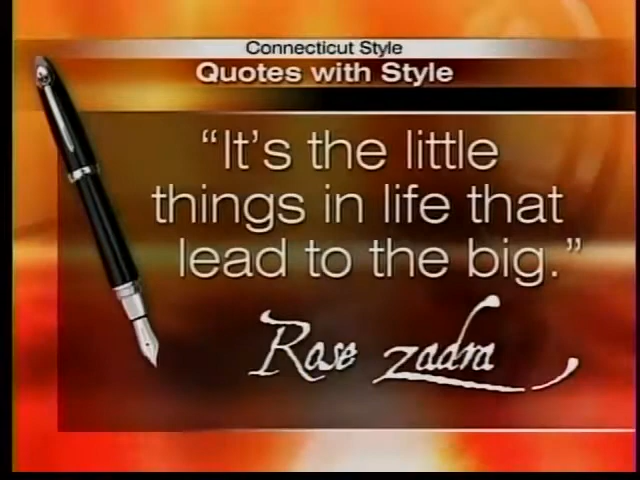 Connecticut Style
Quotes with Style
“It’s the little
things in life that
lead to the big.”
Rose zadra